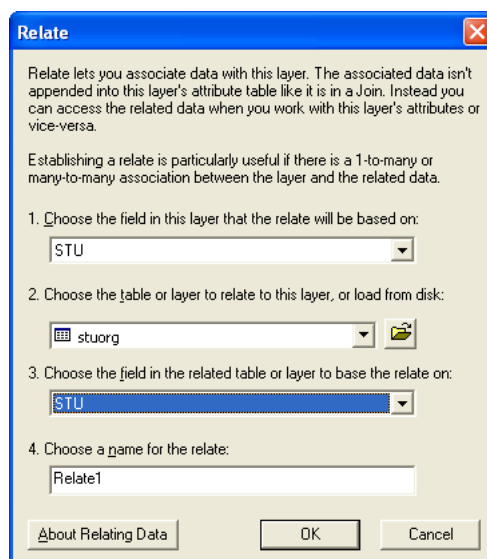 Relate
Relate lets you associate data with this layer. The associated data isn't
appended into this layer's attribute table like it is in a Join. Instead you
can access the related data when you work with this layer's attributes or
vice-versa.
Establishing a relate is particularly useful if there is a 1-to-many or
many-to-many association between the layer and the related data.
1. Choose the field in this layer that the relate will be based on:
STU
2. Choose the table or layer to relate to this layer, or load from disk:
stuorg
3. Choose the field in the related table or layer to base the relate on:
STU
4. Choose a name for the relate:
Relate1
About Relating Data OK Cancel